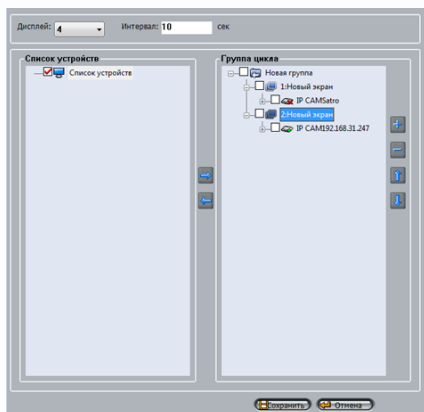 Дисплей: 4 Интервал: 10 сек
Список устройств
Список устройств
Группа цикла
Новая группа
1:Новый экран
IP CAMSatro
2:Новый экран
IP CAM192.168.31.247
Сохранить Отмена